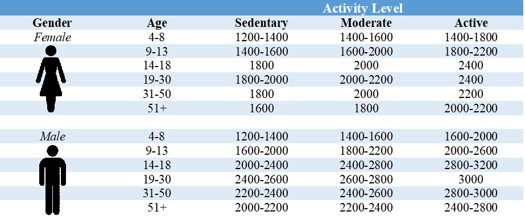 Activity Level
Gender Age Sedentary Moderate Active
Female 4-8 1200-1400 1400-1600 1400-1800
9-13 1400-1600 1600-2000 1800-2200
14-18 1800 2000 2400
19-30 1800-2000 2000-2200 2400
31-50 1800 2000 2200
51+ 1600 1800 2000-2200
Male 4-8 1200-1400 1400-1600 1600-2000
9-13 1600-2000 1800-2200 2000-2600
14-18 2000-2400 2400-2800 2800-3200
19-30 2400-2600 2600-2800 3000
31-50 2200-2400 2400-2600 2800-3000
51+ 2000-2200 2200-2400 2400-2800